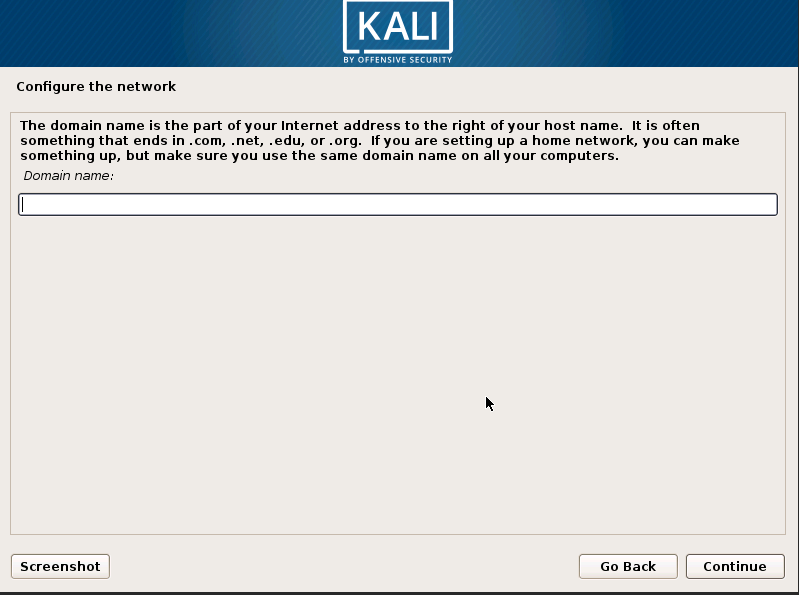 KALI
BY OFFENSIVE SECURITY
Configure the network
The domain name is the part of your Internet address to the right of your host name.  It is often
something that ends in .com, .net, .edu, or .org.  If you are setting up a home network, you can make
something up, but make sure you use the same domain name on all your computers.
Domain name:
Screenshot
Go Back
Continue